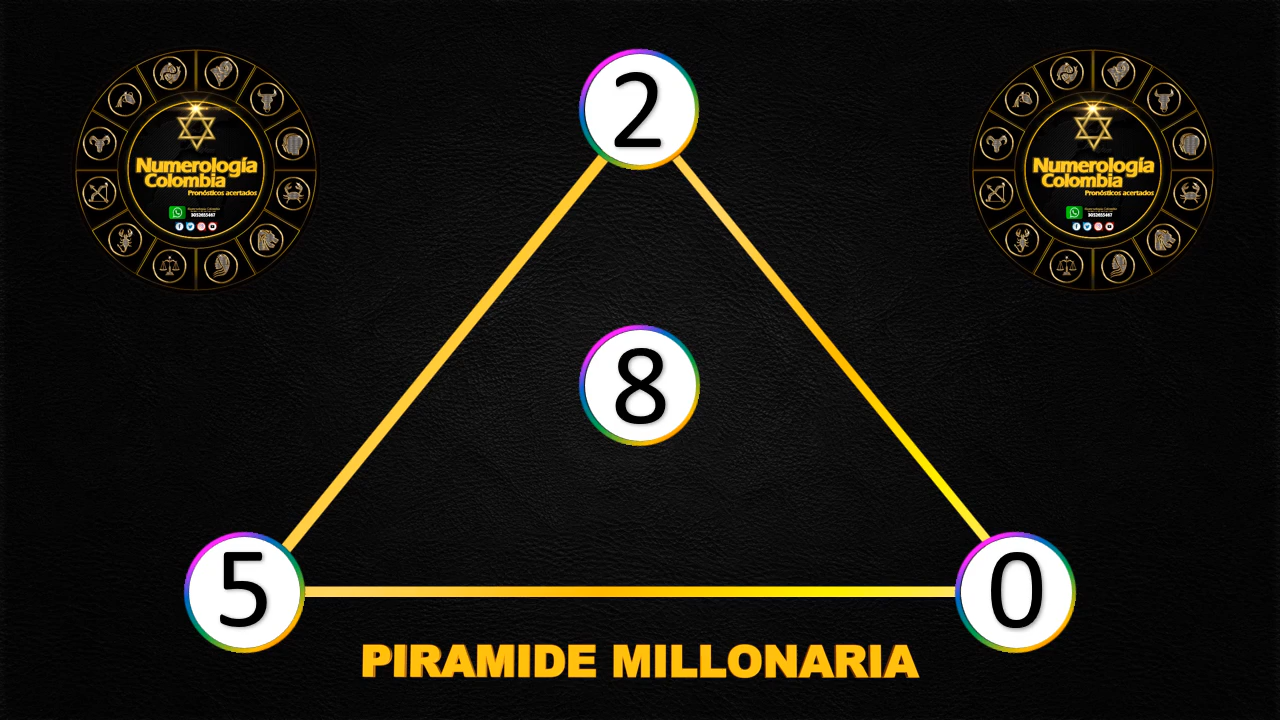 2
Numerología
Colombia
Pronósticos acertados
Numerología
Colombia
Pronósticos acertados
8
5
0
PIRAMIDE MILLONARIA